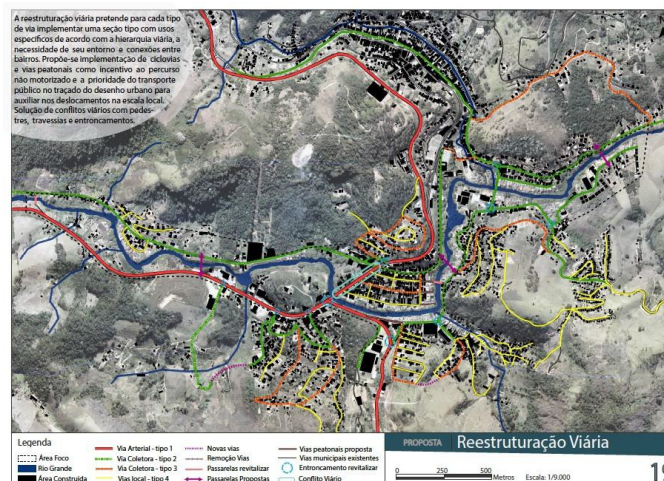 A reestruturação viária pretende para cada tipo
de via implementar uma seção tipo com usos
específicos de acordo com a hierarquia viária, a
necessidade de seu entorno e conexões entre
bairros. Propõe-se implementação de ciclovias
e vias peatonais como incentivo ao percurso
não motorizado e a prioridade do transporte
público no traçado do desenho urbano para
auxiliar nos deslocamentos na escala local.
Solução de conflitos viários com pedes-
tres, travessias e entroncamentos.
Legenda
Área Foco
Rio Grande
Área Construída
Via Arterial - tipo 1
Via Coletora - tipo 2
Via Coletora - tipo 3
Vias local - tipo 4
Novas vias
Remoção Vias
Passarelas revitalizar
Passarelas Propostas
Vias peatonais proposta
Vias municipais existentes
Entroncamento revitalizar
Conflito Viário
PROPOSTA Reestruturação Viária
0 250 500
Metros Escala: 1/9.000